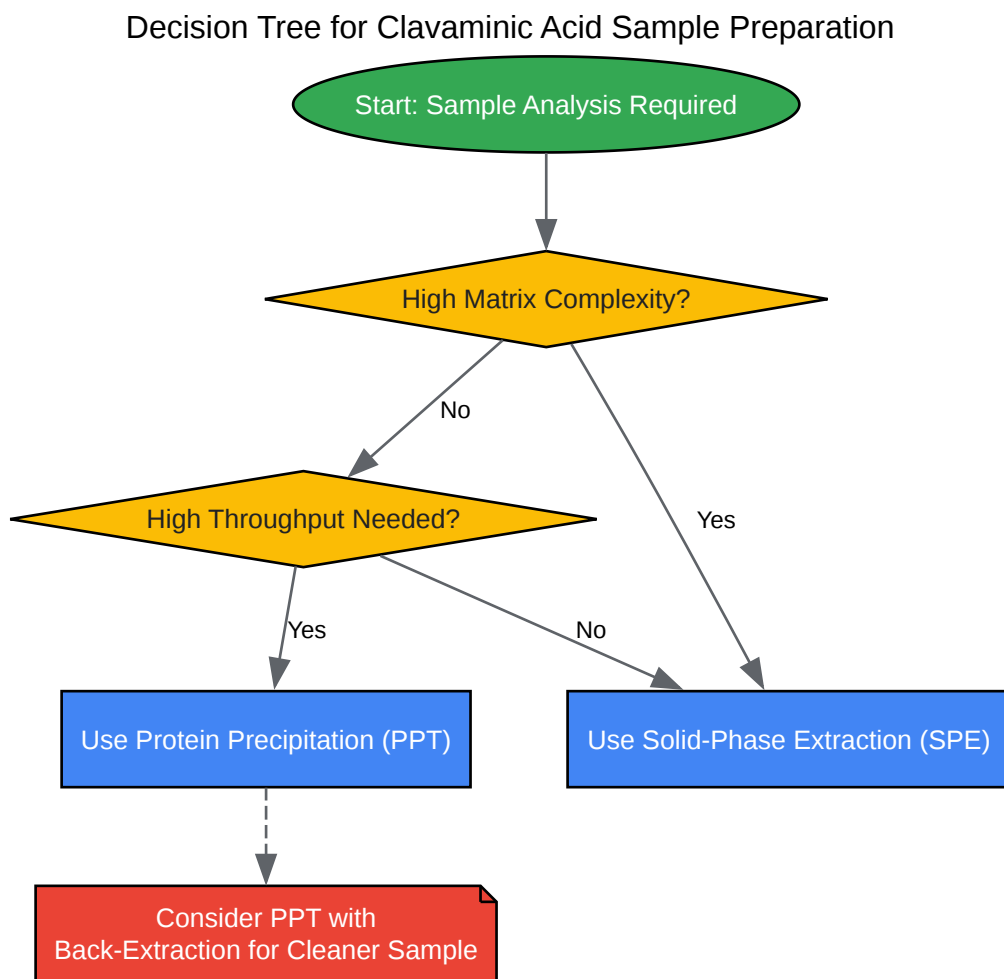 Decision Tree for Clavaminic Acid Sample Preparation
Start: Sample Analysis Required
High Matrix Complexity?
No
High Throughput Needed?
Yes
Yes
No
Use Protein Precipitation (PPT)
Use Solid-Phase Extraction (SPE)
Consider PPT with
Back-Extraction for Cleaner Sample